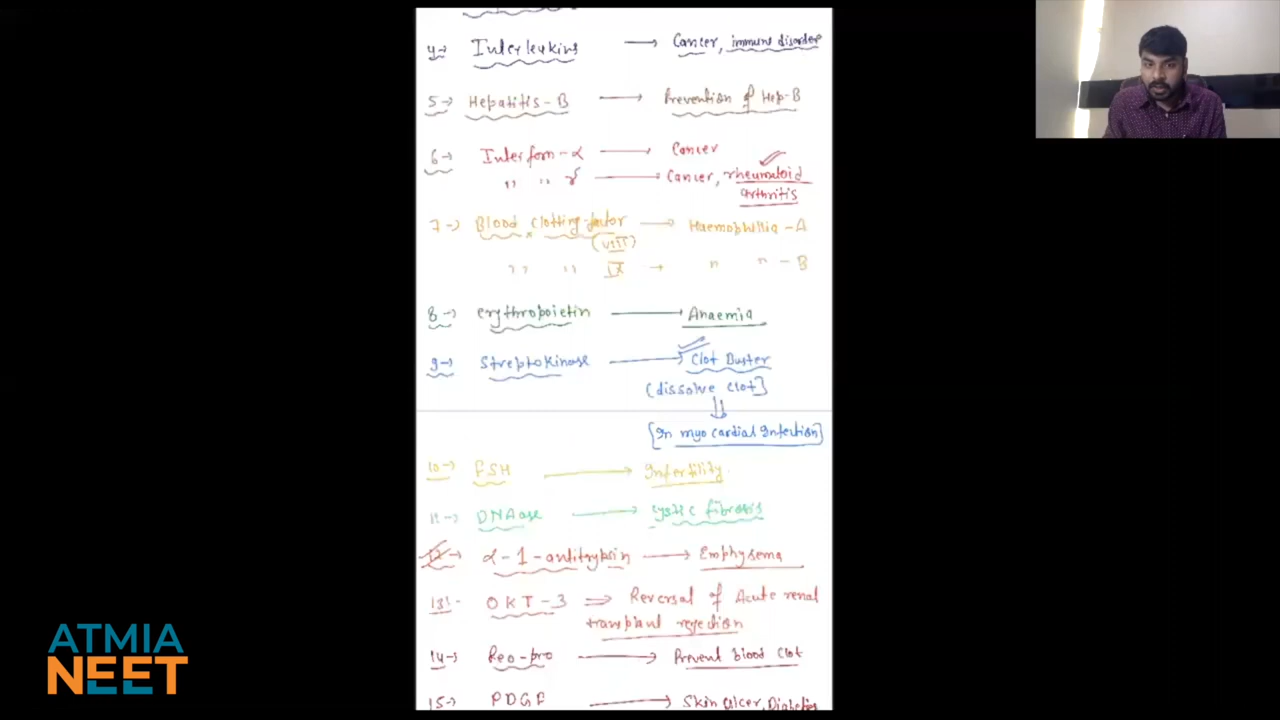 4-) Interleukins → Cancer, immune disorder
5-) Hepatitis-B → Prevention of Hep-B
6-) Interferon-α → Cancer
,, ,, γ → Cancer, rheumatoid
arthritis
7-) Blood clotting-factor → Haemophillia-A
(VIII)
,, ,, IX → " " - B
8-) erythropoietin → Anaemia
9-) Streptokinase → Clot Buster
(dissolve clot]
[In myo cardial Infection]
10-) FSH → Infertility.
11-) DNAase → Cystic fibrosis
12-) α-1-antitrypsin → Emphysema
13- OKT-3 ⇒ Reversal of Acute renal
transplant rejection
14-) Reo-pro → Prevent blood clot
15-) PDGF → Skin Ulcer, Diabetes
ATMIA
NEET